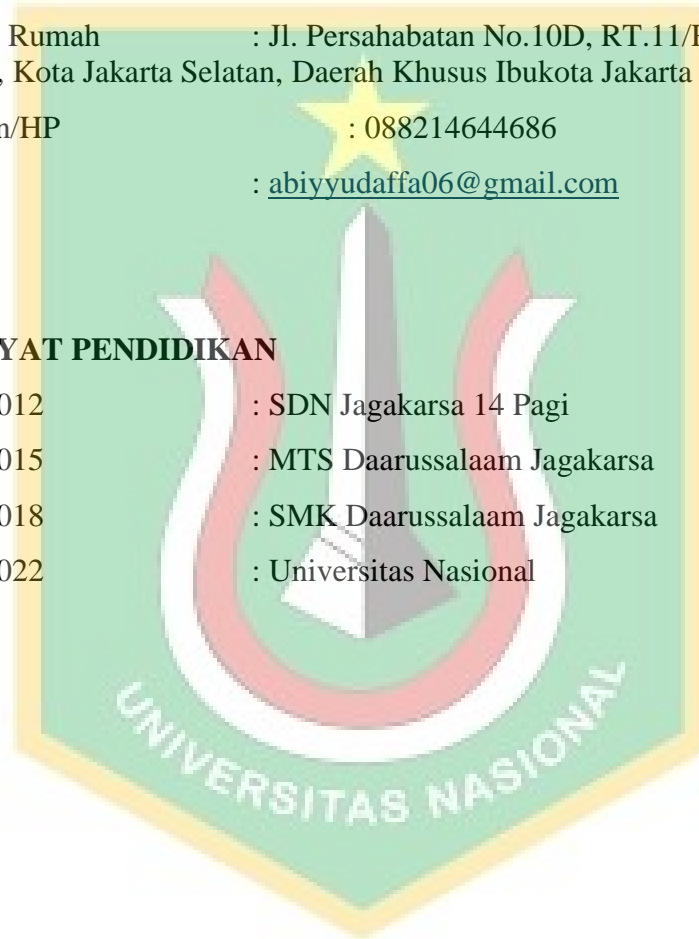 Rumah : Jl. Persahabatan No.10D, RT.11/
, Kota Jakarta Selatan, Daerah Khusus Ibukota Jakarta
n/HP : 088214644686
: abiyyudaffa06@gmail.com
YAT PENDIDIKAN
012 : SDN Jagakarsa 14 Pagi
015 : MTS Daarussalaam Jagakarsa
018 : SMK Daarussalaam Jagakarsa
022 : Universitas Nasional
UNIVERSITAS NASIONAL